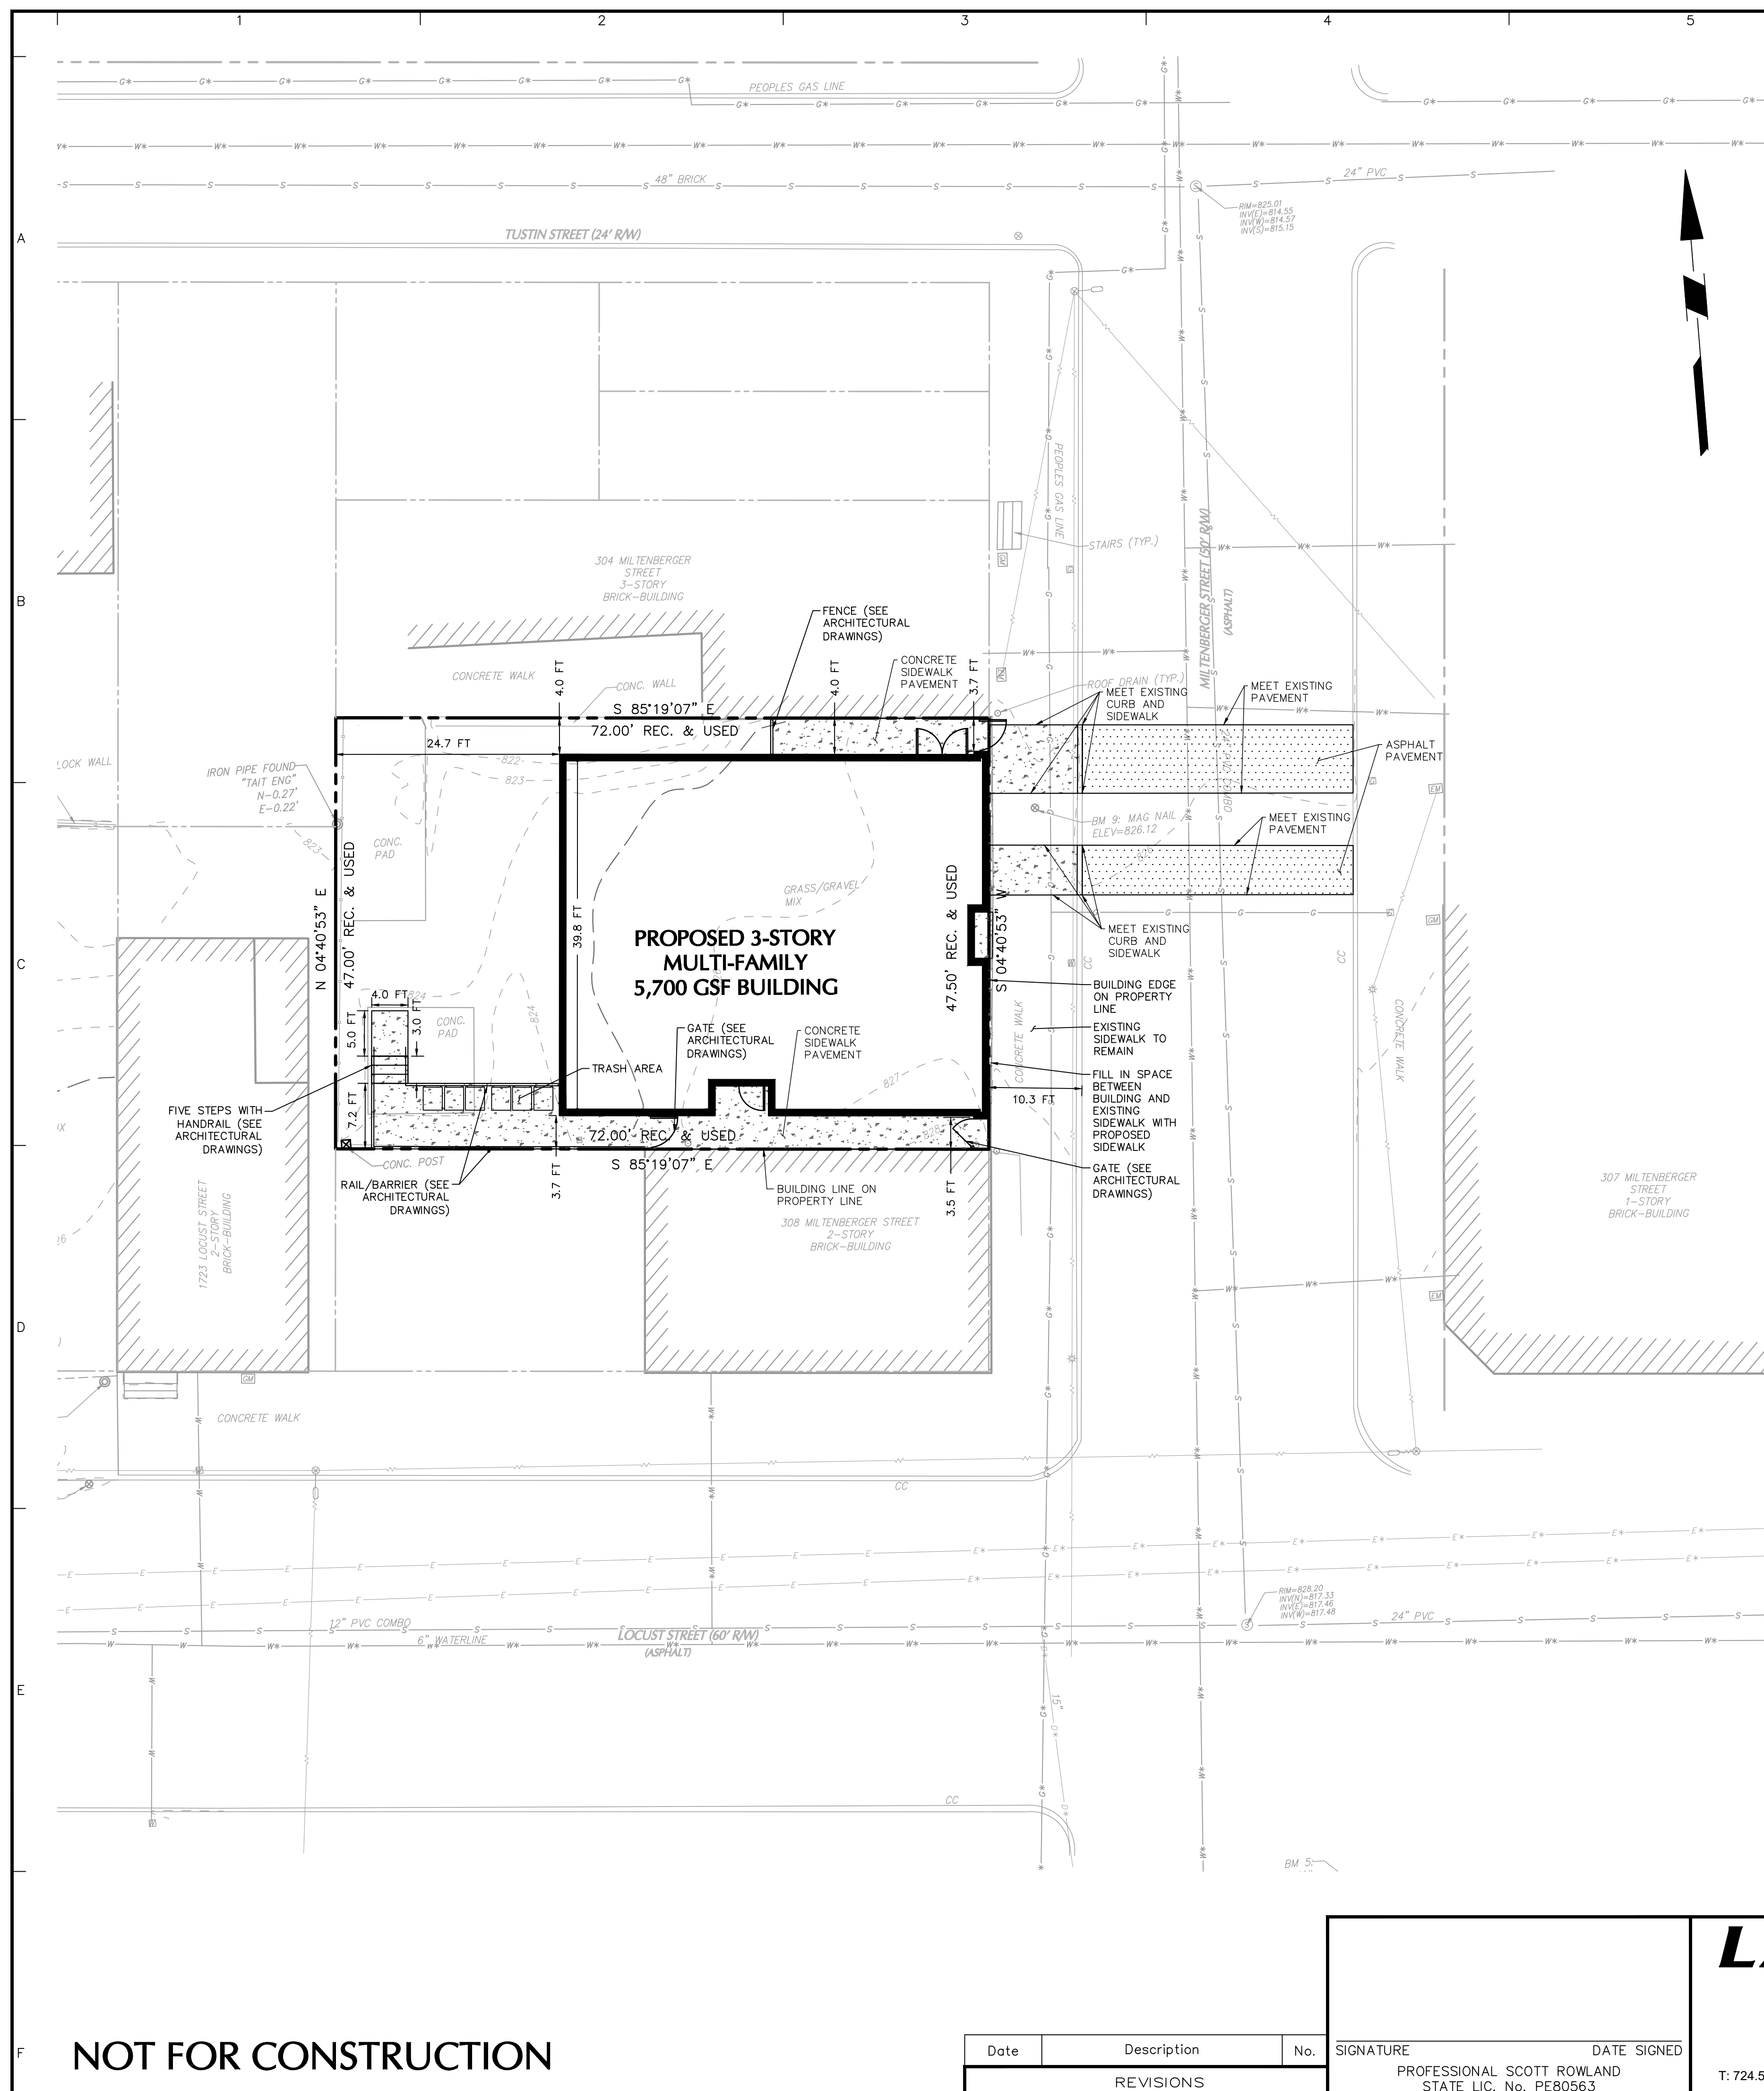 1
2
3
4
5
A
B
C
D
E
F
PEOPLES GAS LINE
48" BRICK
24" PVC
RIM=825.01
INV(E)=814.55
INV(W)=814.57
INV(S)=815.15
TUSTIN STREET (24' R/W)
PEOPLES GAS LINE
STAIRS (TYP.)
MILTENBERGER STREET (50' R/W)
(ASPHALT)
304 MILTENBERGER
STREET
3-STORY
BRICK-BUILDING
FENCE (SEE
ARCHITECTURAL
DRAWINGS)
CONCRETE
SIDEWALK
PAVEMENT
CONCRETE WALK
CONC. WALL
4.0 FT
4.0 FT
3.7 FT
ROOF DRAIN (TYP.)
MEET EXISTING
CURB AND
SIDEWALK
MEET EXISTING
PAVEMENT
S 85°19'07" E
72.00' REC. & USED
24.7 FT
ASPHALT
PAVEMENT
LOCK WALL
IRON PIPE FOUND
"TAIT ENG"
N-0.27'
E-0.22'
822
823
823
CONC.
PAD
24" PVC COMBO
BM 9: MAG NAIL
ELEV=826.12
MEET EXISTING
PAVEMENT
GRASS/GRAVEL
MIX
N 04°40'53" E
47.00' REC. & USED
39.8 FT
47.50' REC. & USED
S 04°40'53" W
PROPOSED 3-STORY
MULTI-FAMILY
5,700 GSF BUILDING
MEET EXISTING
CURB AND
SIDEWALK
CC
CC
BUILDING EDGE
ON PROPERTY
LINE
EXISTING
SIDEWALK TO
REMAIN
CONCRETE WALK
CONCRETE WALK
4.0 FT
824
824
5.0 FT
3.0 FT
CONC.
PAD
GATE (SEE
ARCHITECTURAL
DRAWINGS)
CONCRETE
SIDEWALK
PAVEMENT
TRASH AREA
827
10.3 FT
FILL IN SPACE
BETWEEN
BUILDING AND
EXISTING
SIDEWALK WITH
PROPOSED
SIDEWALK
FIVE STEPS WITH
HANDRAIL (SEE
ARCHITECTURAL
DRAWINGS)
7.2 FT
72.00' REC. & USED
S 85°19'07" E
828
CONC. POST
RAIL/BARRIER (SEE
ARCHITECTURAL
DRAWINGS)
3.7 FT
BUILDING LINE ON
PROPERTY LINE
3.5 FT
GATE (SEE
ARCHITECTURAL
DRAWINGS)
308 MILTENBERGER STREET
2-STORY
BRICK-BUILDING
307 MILTENBERGER
STREET
1-STORY
BRICK-BUILDING
1723 LOCUST STREET
2-STORY
BRICK-BUILDING
GM
GM
GM
EM
EM
CONCRETE WALK
CC
RIM=828.20
INV(N)=817.33
INV(E)=817.46
INV(W)=817.48
24" PVC
12" PVC COMBO
6" WATERLINE
LOCUST STREET (60' R/W)
(ASPHALT)
15"
CC
BM 5:
NOT FOR CONSTRUCTION
Date Description No.
REVISIONS
SIGNATURE DATE SIGNED
PROFESSIONAL SCOTT ROWLAND
STATE LIC. No. PE80563
T: 724.5